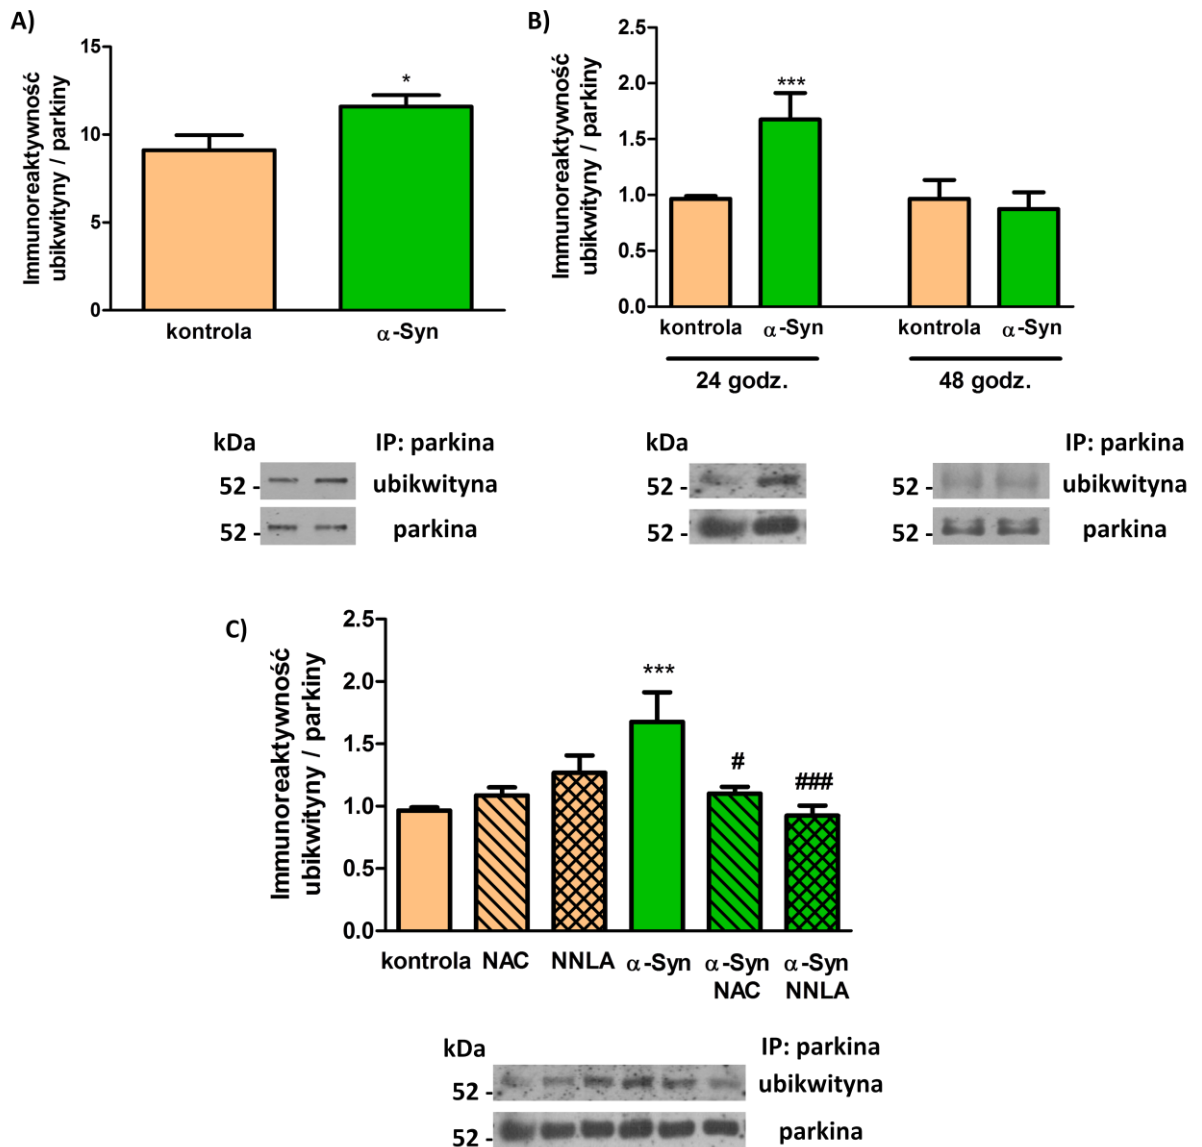 A)
Immunoreaktywność
ubikwityny / parkiny
15
10
5
0
*
kontrola
α-Syn
kDa
IP: parkina
52 -
ubikwityna
52 -
parkina
B)
Immunoreaktywność
ubikwityny / parkiny
2.5
2.0
1.5
1.0
0.5
0.0
***
kontrola α-Syn
kontrola α-Syn
24 godz.
48 godz.
kDa
IP: parkina
52 -
52 -
ubikwityna
52 -
52 -
parkina
C)
Immunoreaktywność
ubikwityny / parkiny
2.5
2.0
1.5
1.0
0.5
0.0
***
#
###
kontrola NAC NNLA α-Syn α-Syn α-Syn
NAC NNLA
kDa
IP: parkina
52 -
ubikwityna
52 -
parkina